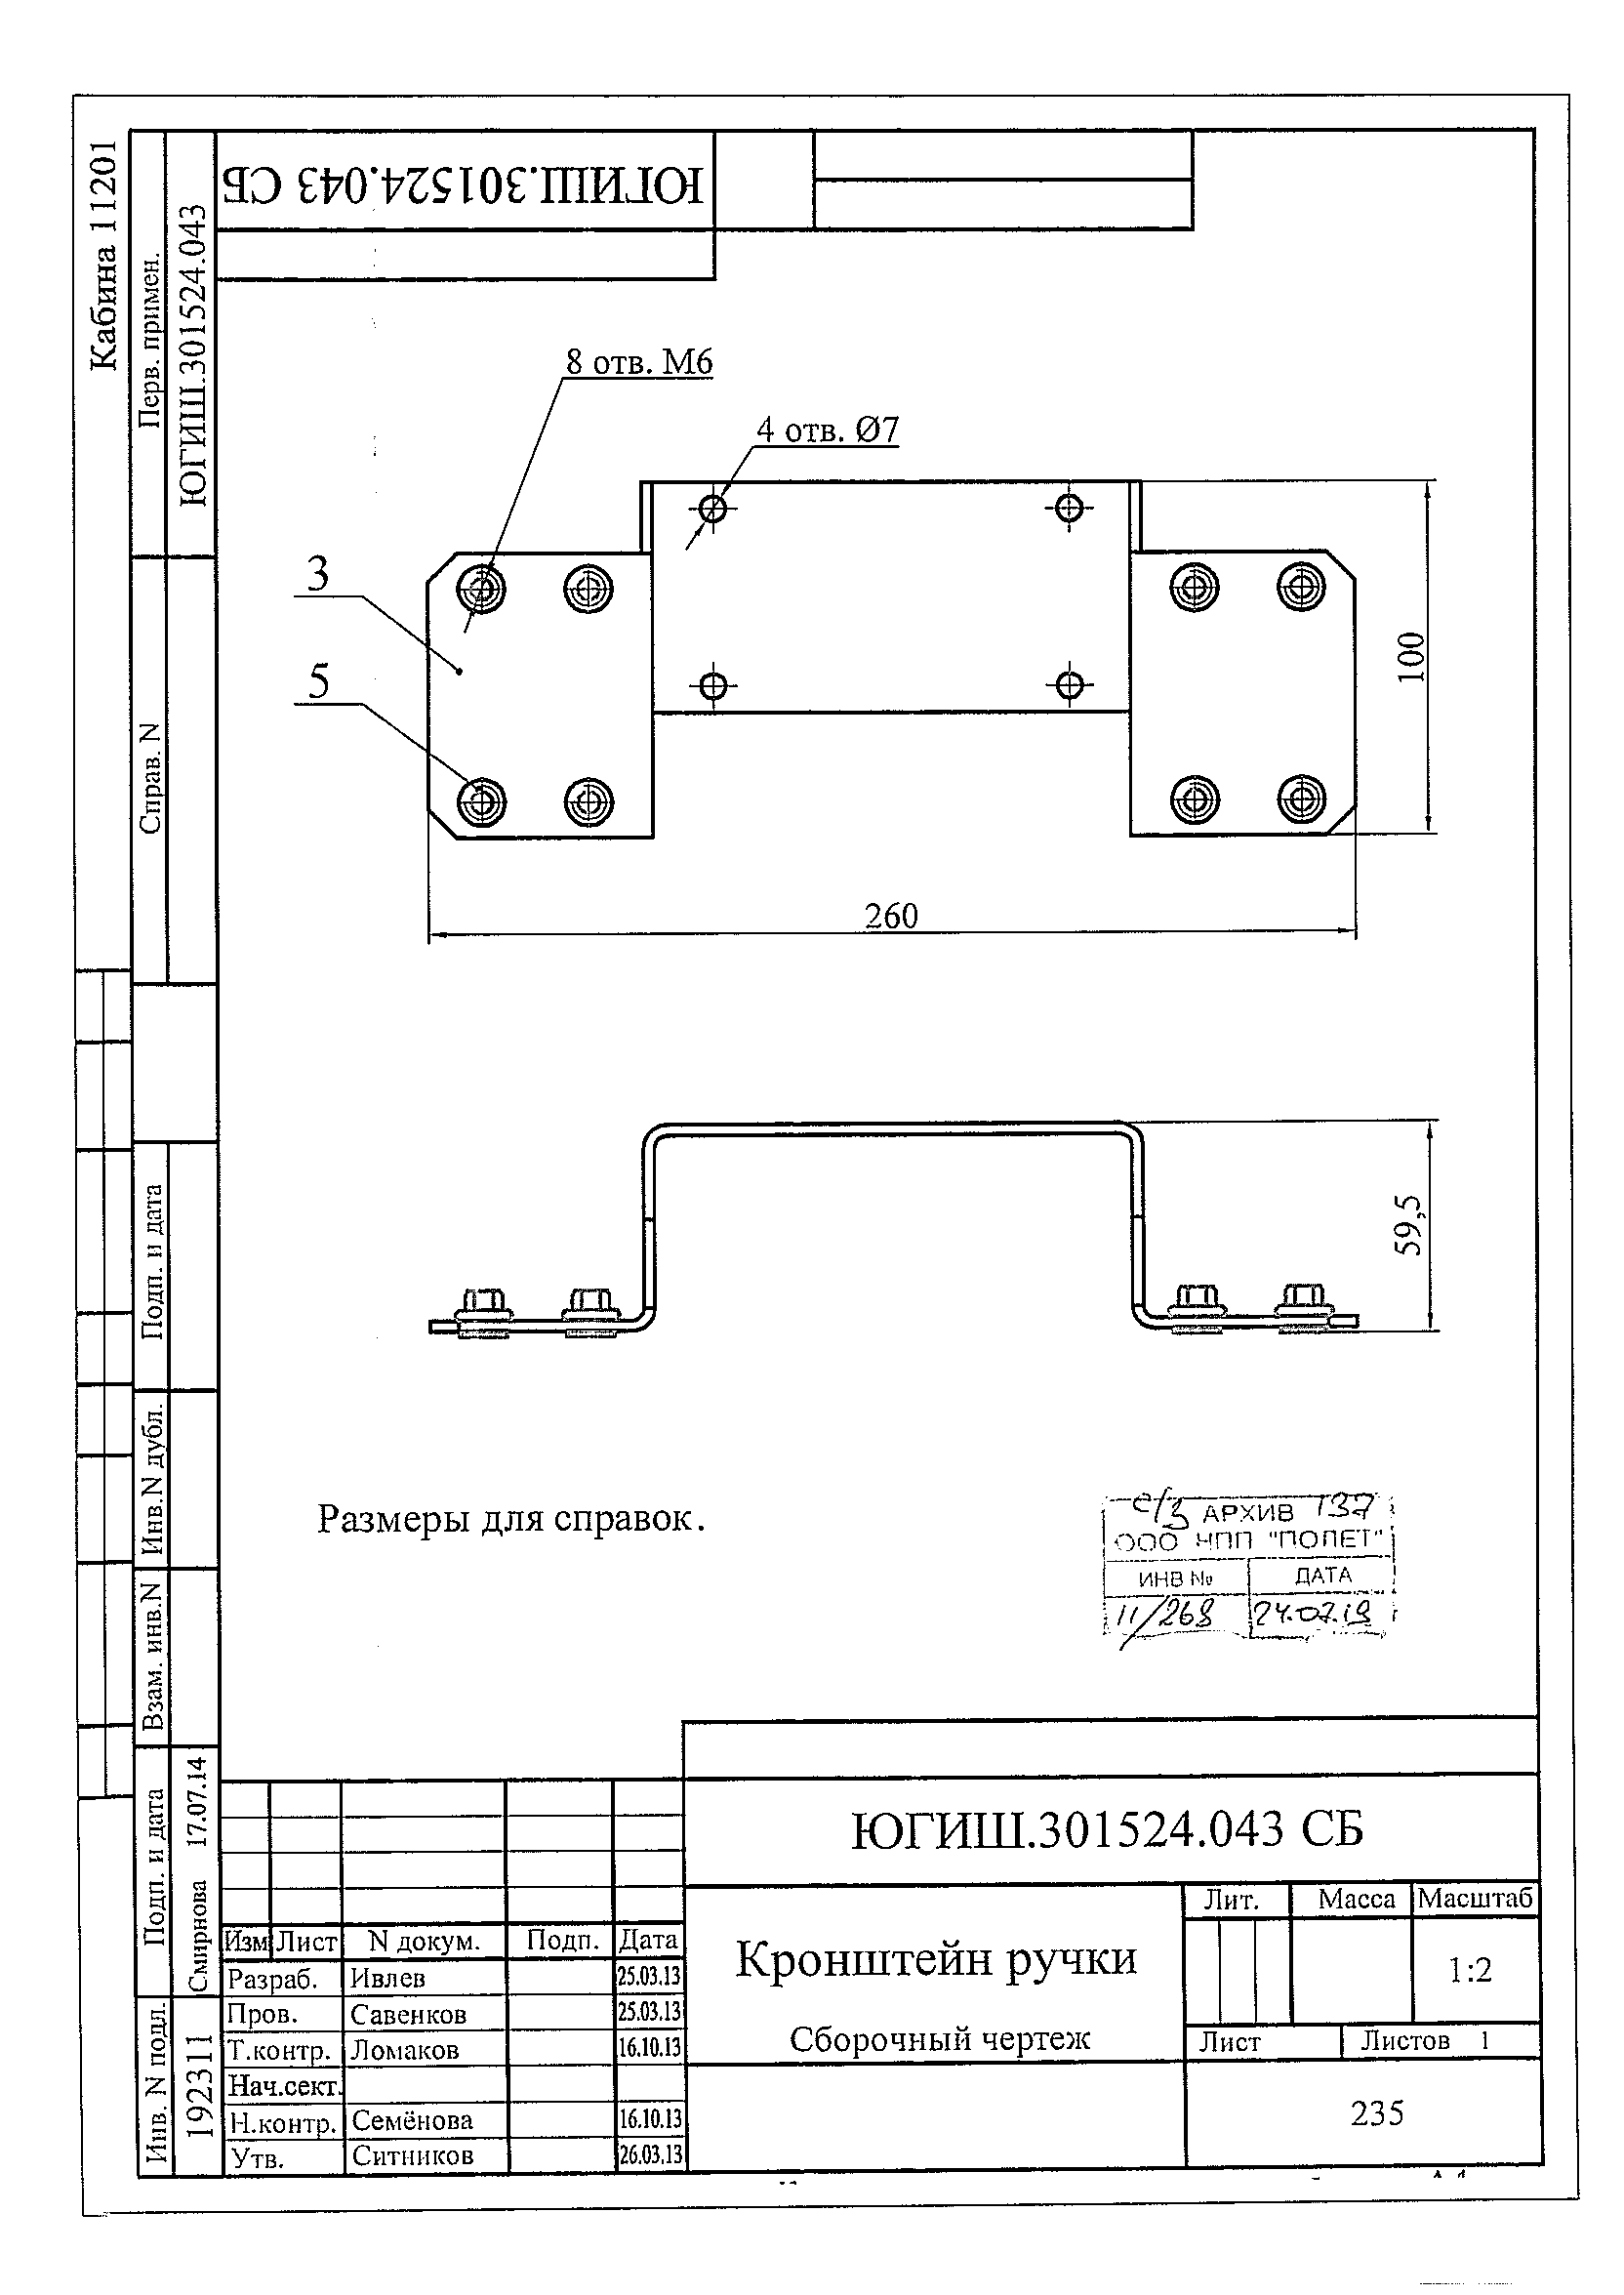 Кабина 11201
Перв. примен.
ЮГИШ.301524.043
ЮГИШ.301524.043 СБ
8 отв. М6
4 отв. Ø7
3
5
100
260
Справ. N
59,5
Подп. и дата
Инв.N дубл.
Взам. инв.N
Подп. и дата
Смирнова 17.07.14
Инв. N подл.
192311
Размеры для справок.
с/з АРХИВ 137
ООО НПП "ПОЛЕТ"
ИНВ № ДАТА
11/268 24.07.19
ЮГИШ.301524.043 СБ
Лит. Масса Масштаб
Изм Лист N докум. Подп. Дата
Кронштейн ручки
1:2
Разраб. Ивлев 25.03.13
Пров. Савенков 25.03.13
Сборочный чертеж
Лист Листов 1
Т.контр. Ломаков 16.10.13
Нач.сект.
Н.контр. Семёнова 16.10.13
235
Утв. Ситников 26.03.13